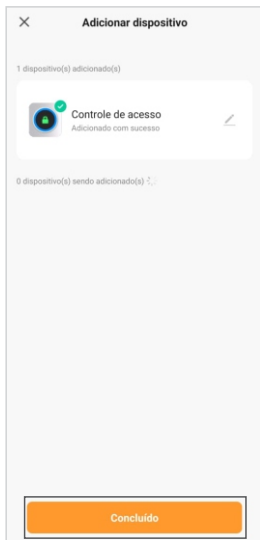 Adicionar dispositivo
1 dispositivo(s) adicionado(s)
Controle de acesso
Adicionado com sucesso
0 dispositivo(s) sendo adicionado(s)
Concluído